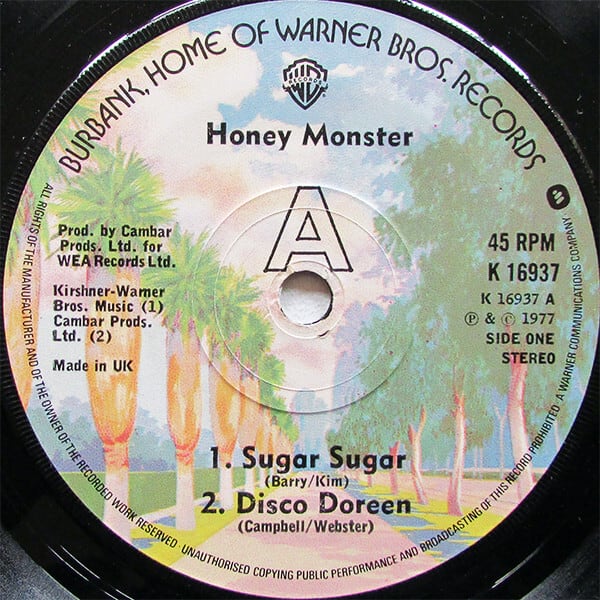 BURBANK, HOME OF WARNER BROS. RECORDS
WB
RECORDS
Honey Monster
A
Prod. by Cambar
Prods. Ltd. for
WEA Records Ltd.
Kirshner-Warner
Bros. Music (1)
Cambar Prods.
Ltd. (2)
Made in UK
45 RPM
K 16937
K 16937 A
Ⓟ & © 1977
SIDE ONE
STEREO
1. Sugar Sugar
(Barry/Kim)
2. Disco Doreen
(Campbell/Webster)
ALL RIGHTS OF THE MANUFACTURER AND OF THE OWNER OF THE RECORDED WORK RESERVED · UNAUTHORISED COPYING PUBLIC PERFORMANCE AND BROADCASTING OF THIS RECORD PROHIBITED · A WARNER COMMUNICATIONS COMPANY